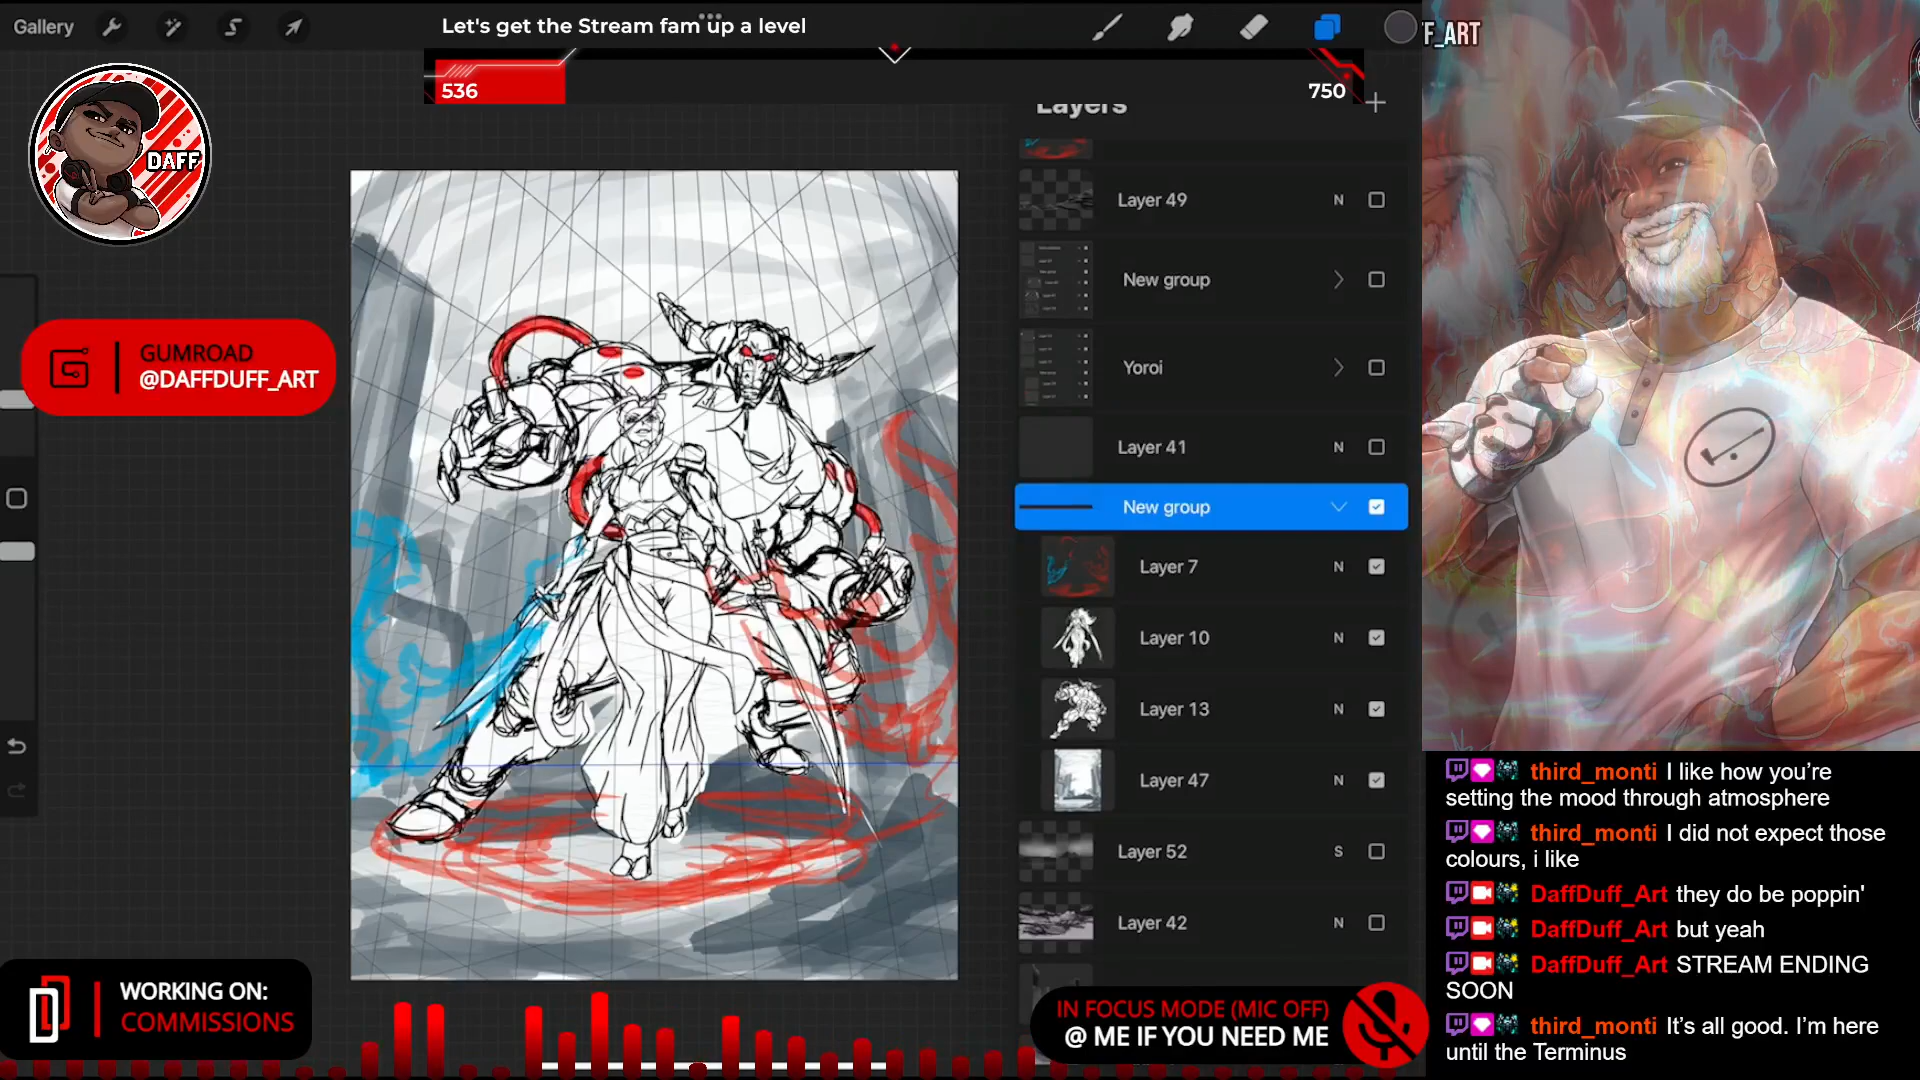 Gallery
Let's get the Stream fam up a level
F_ART
536
750
Layers
DAFF
Layer 49 N
New group
Yoroi
Layer 41 N
New group
Layer 7 N
Layer 10 N
Layer 13 N
Layer 47 N
Layer 52 S
Layer 42 N
GUMROAD
@DAFFDUFF_ART
WORKING ON:
COMMISSIONS
IN FOCUS MODE (MIC OFF)
@ ME IF YOU NEED ME
third_monti I like how you're
setting the mood through atmosphere
third_monti I did not expect those
colours, i like
DaffDuff_Art they do be poppin'
DaffDuff_Art but yeah
DaffDuff_Art STREAM ENDING
SOON
third_monti It's all good. I'm here
until the Terminus